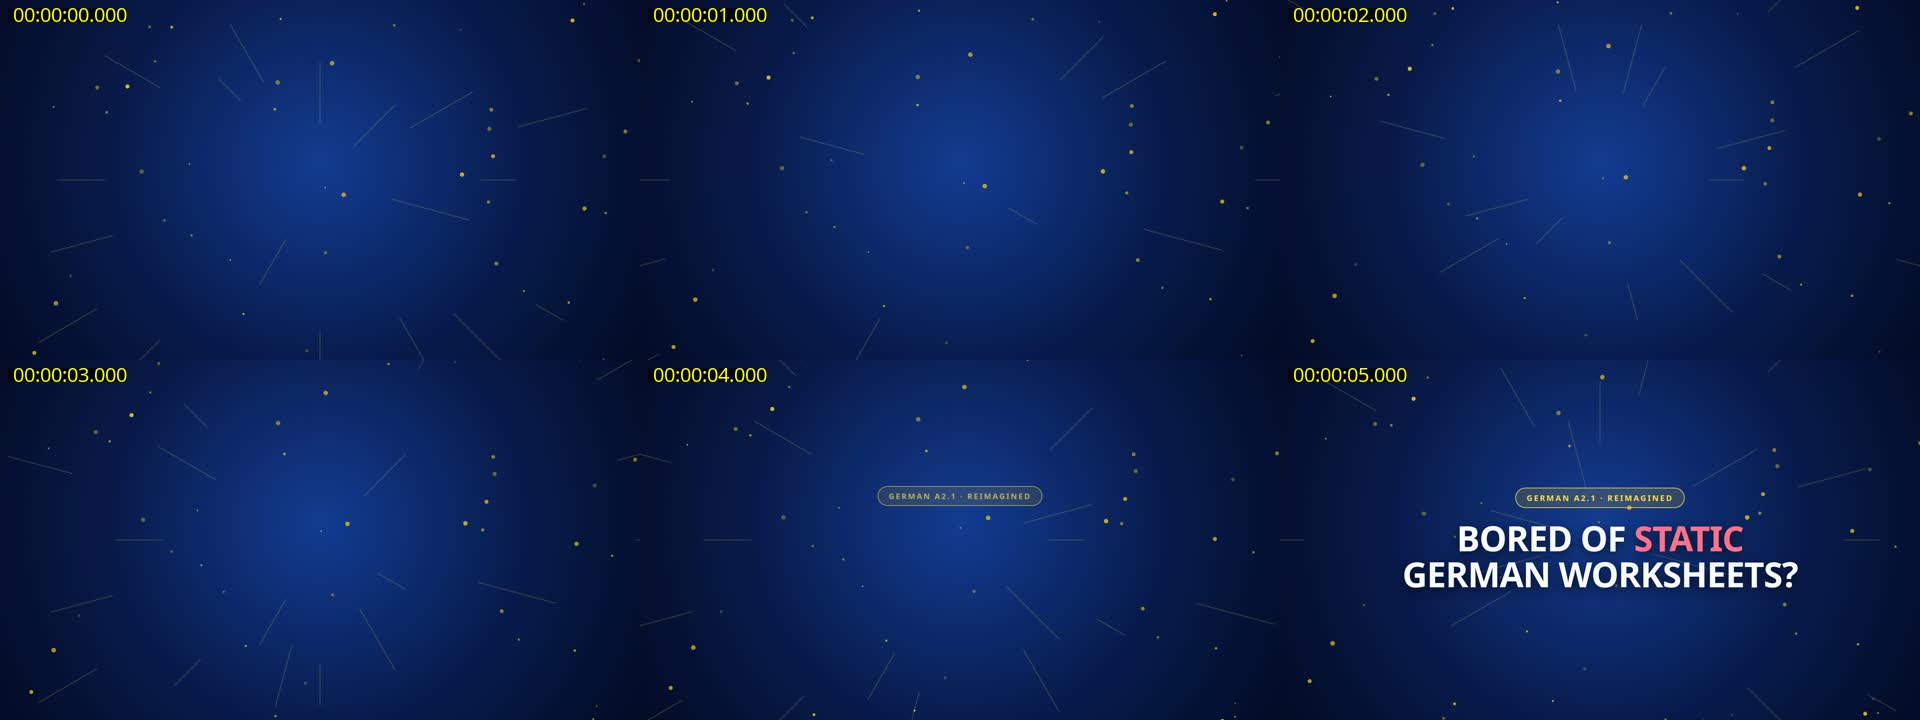 00:00:00.000
00:00:01.000
00:00:02.000
00:00:03.000
00:00:04.000
GERMAN A2.1 · REIMAGINED
00:00:05.000
GERMAN A2.1 · REIMAGINED
BORED OF STATIC
GERMAN WORKSHEETS?